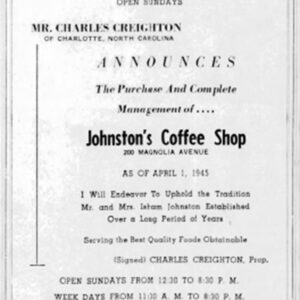 OPEN SUNDAYS
MR. CHARLES CREIGHTON
OF CHARLOTTE, NORTH CAROLINA
ANNOUNCES
The Purchase And Complete
Management of....
Johnston's Coffee Shop
200 MAGNOLIA AVENUE
AS OF APRIL 1, 1945
I Will Endeavor To Uphold the Tradition
Mr. and Mrs. Isham Johnston Established
Over a Long Period of Years
Serving the Best Quality Foods Obtainable
(Signed) CHARLES CREIGHTON, Prop.
OPEN SUNDAYS FROM 12:30 TO 8:30 P. M.
WEEK DAYS FROM 11:30 A. M. TO 8:30 P. M.